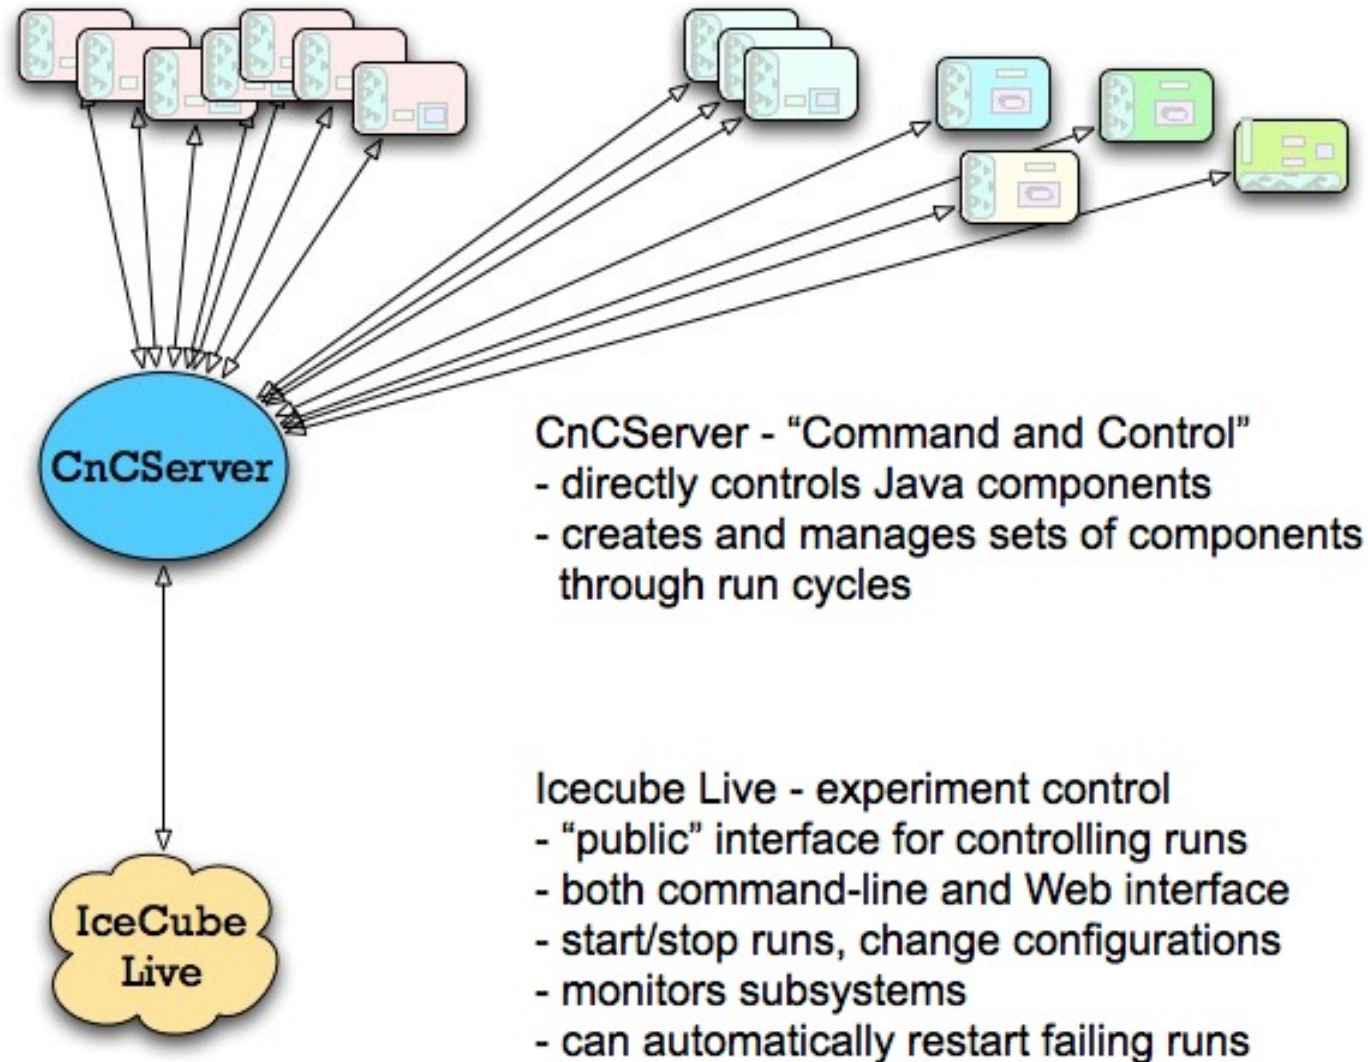 CnCServer
CnCServer - “Command and Control”
- directly controls Java components
- creates and manages sets of components
through run cycles
IceCube
Live
Icecube Live - experiment control
- “public” interface for controlling runs
- both command-line and Web interface
- start/stop runs, change configurations
- monitors subsystems
- can automatically restart failing runs